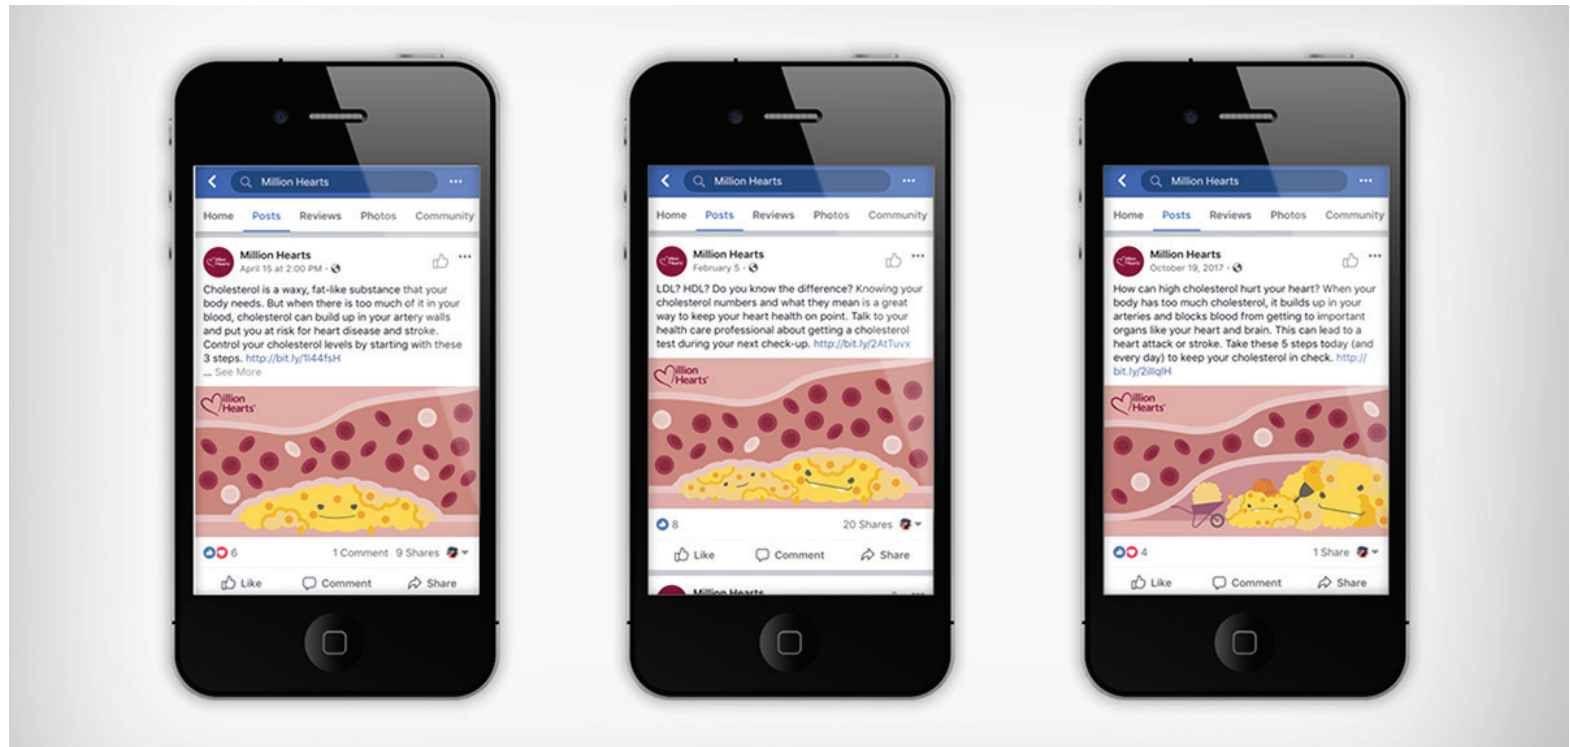 Million Hearts
Home Posts Reviews Photos Community
Million Hearts
Million Hearts
April 15 at 2:00 PM
Cholesterol is a waxy, fat-like substance that your
body needs. But when there is too much of it in your
blood, cholesterol can build up in your artery walls
and put you at risk for heart disease and stroke.
Control your cholesterol levels by starting with these
3 steps. http://bit.ly/1I44fsH
... See More
Million
Hearts®
6 1 Comment 9 Shares
Like Comment Share
Million Hearts
Home Posts Reviews Photos Community
Million Hearts
Million Hearts
February 5
LDL? HDL? Do you know the difference? Knowing your
cholesterol numbers and what they mean is a great
way to keep your heart health on point. Talk to your
health care professional about getting a cholesterol
test during your next check-up. http://bit.ly/2AtTuvx
Million
Hearts®
8 20 Shares
Like Comment Share
Million Hearts
Million Hearts
Home Posts Reviews Photos Community
Million Hearts
Million Hearts
October 19, 2017
How can high cholesterol hurt your heart? When your
body has too much cholesterol, it builds up in your
arteries and blocks blood from getting to important
organs like your heart and brain. This can lead to a
heart attack or stroke. Take these 5 steps today (and
every day) to keep your cholesterol in check. http://
bit.ly/2illqlH
Million
Hearts®
4 1 Share
Like Comment Share